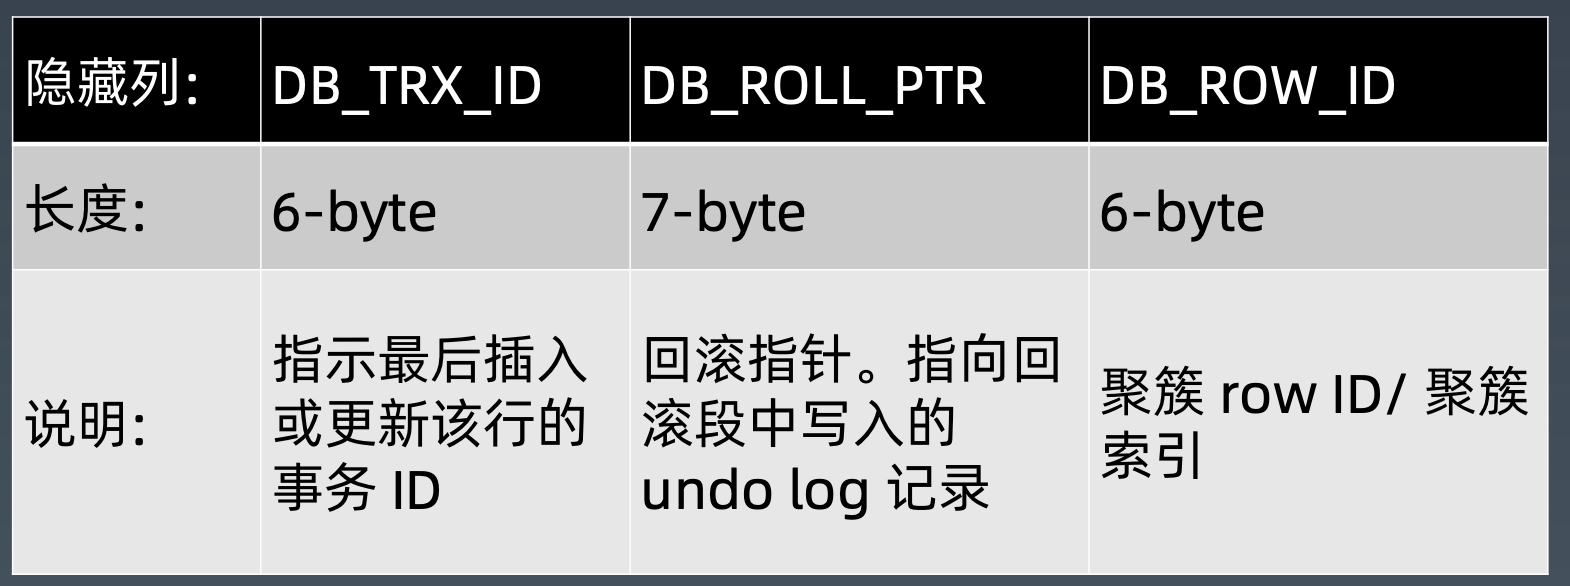 隐藏列:
DB_TRX_ID
DB_ROLL_PTR
DB_ROW_ID
长度:
6-byte
7-byte
6-byte
说明:
指示最后插入
或更新该行的
事务 ID
回滚指针。指向回
滚段中写入的
undo log 记录
聚簇 row ID/ 聚簇
索引